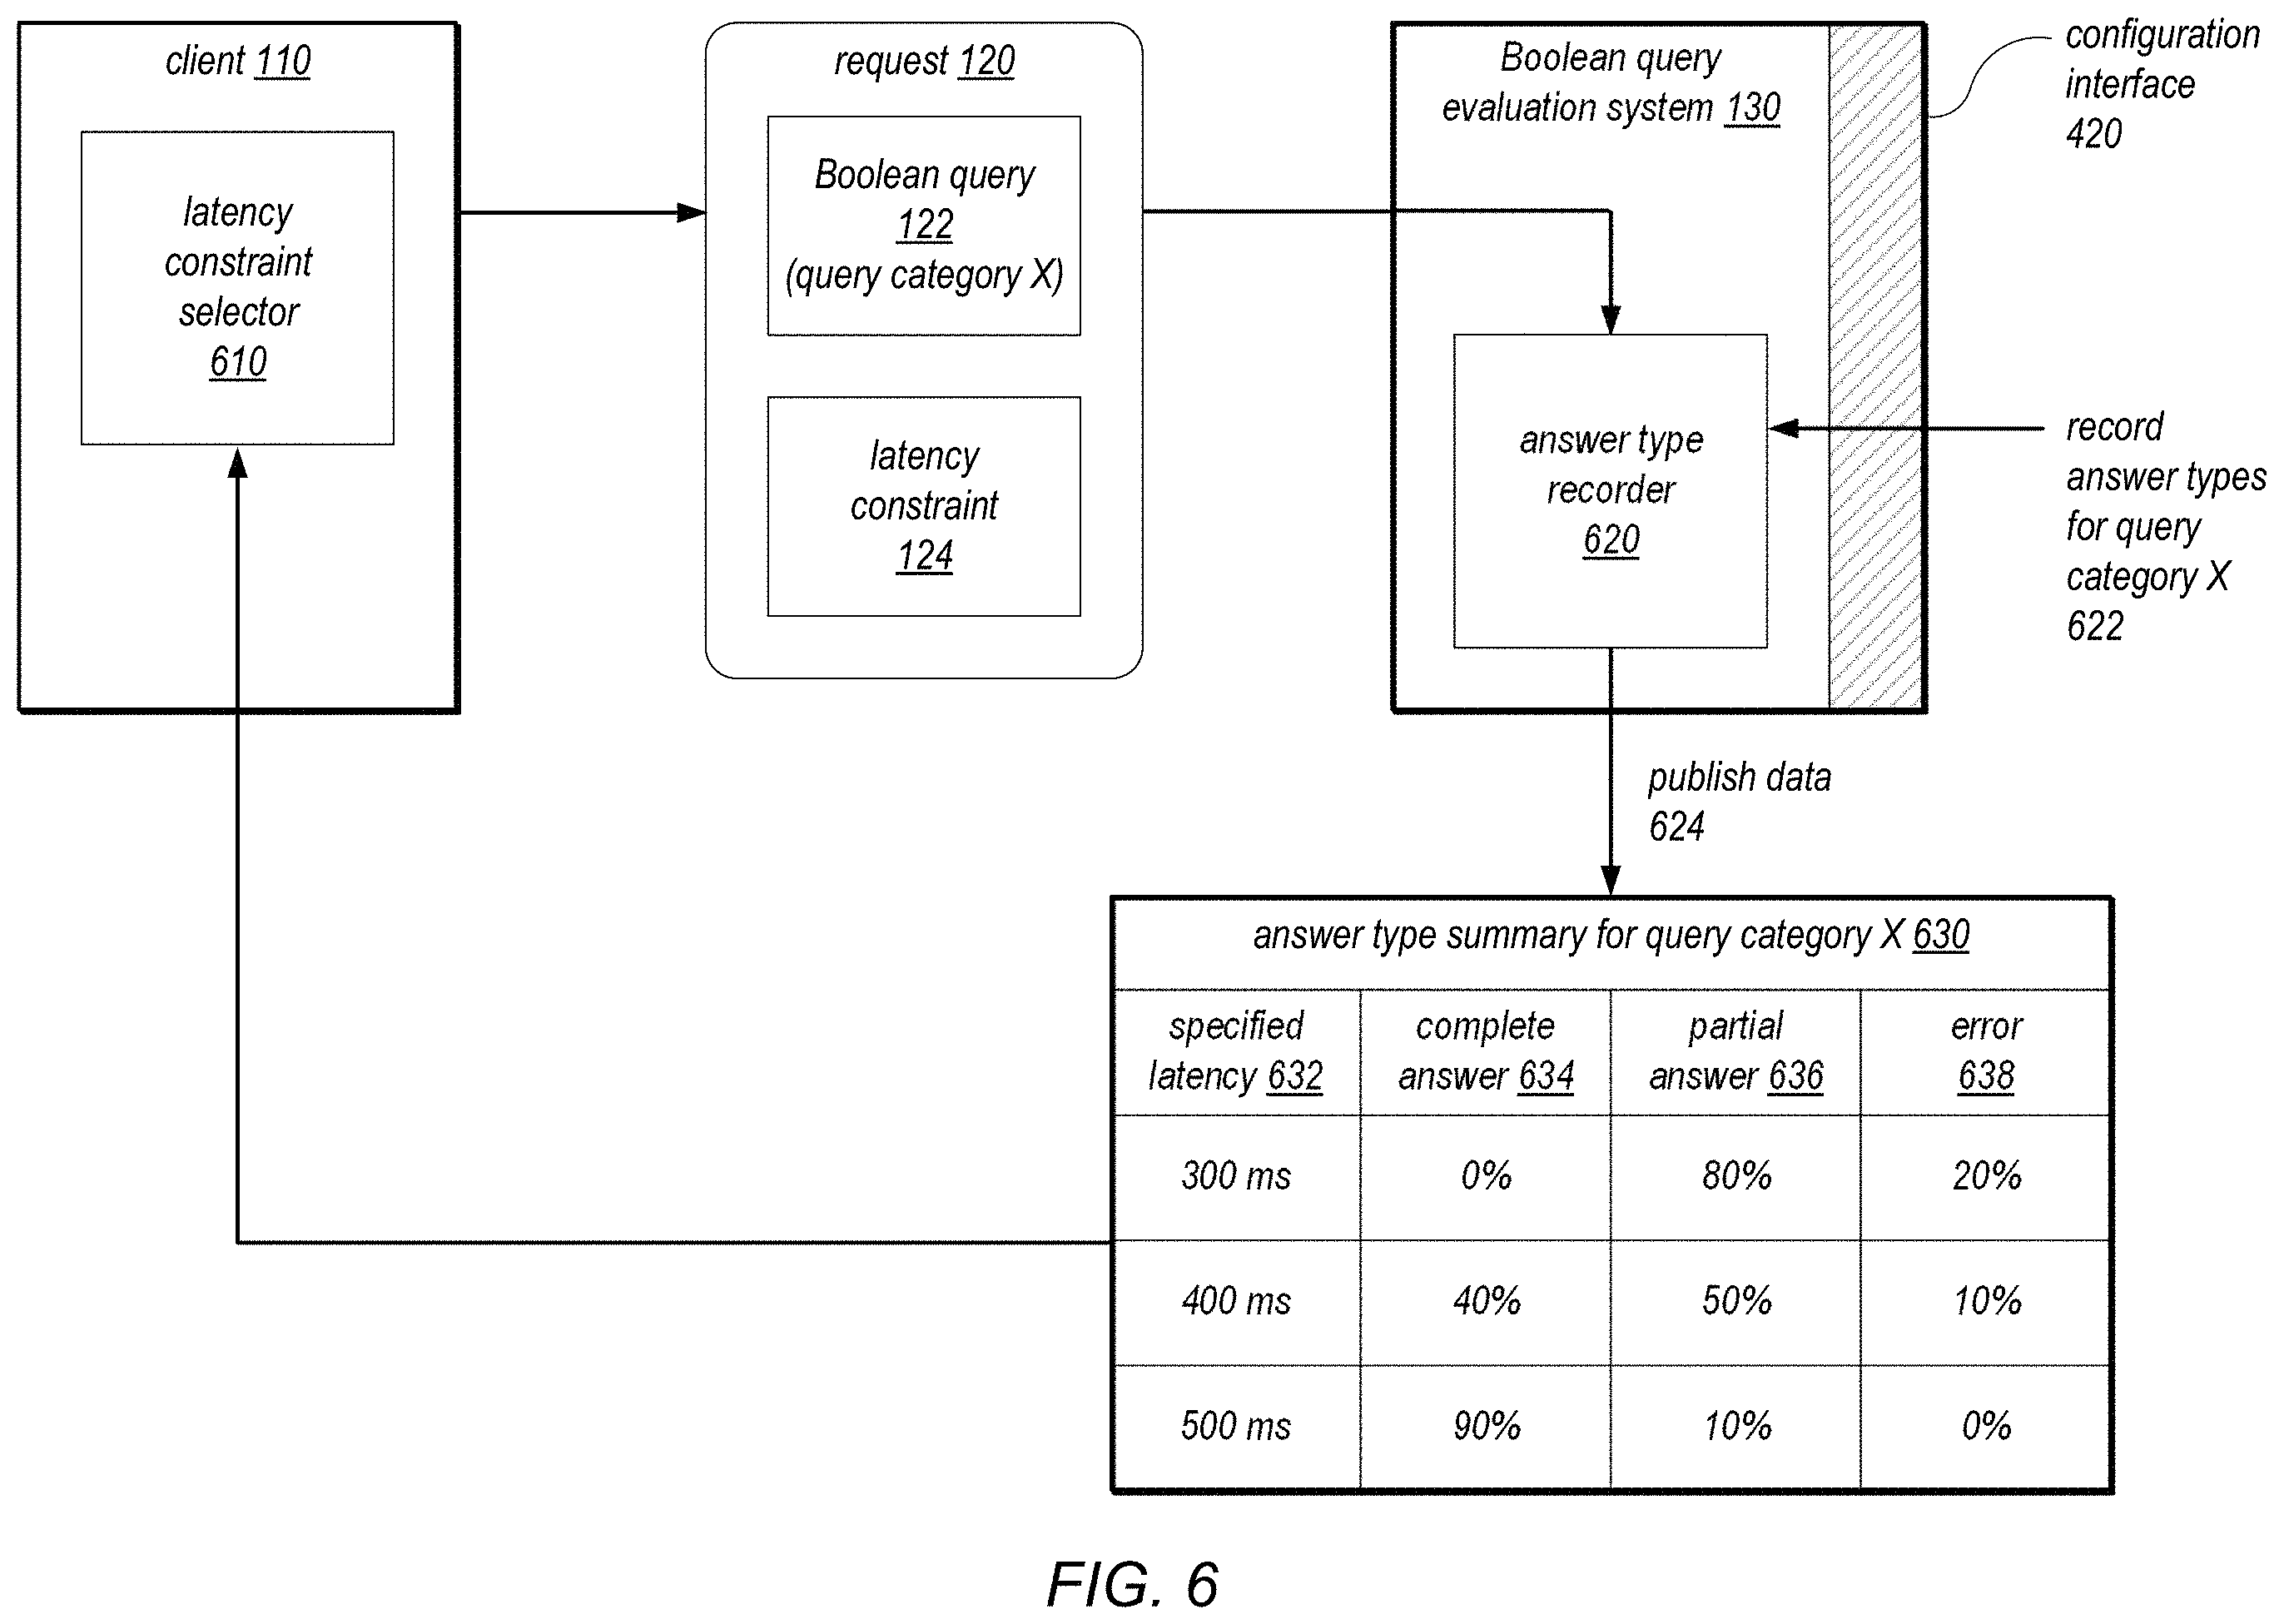 client 110
latency
constraint
selector
610
request 120
Boolean query
122
(query category X)
latency
constraint
124
Boolean query
evaluation system 130
answer type
recorder
620
configuration
interface
420
record
answer types
for query
category X
622
publish data
624
answer type summary for query category X 630
specified
latency 632
complete
answer 634
partial
answer 636
error
638
300 ms 0% 80% 20%
400 ms 40% 50% 10%
500 ms 90% 10% 0%
FIG. 6